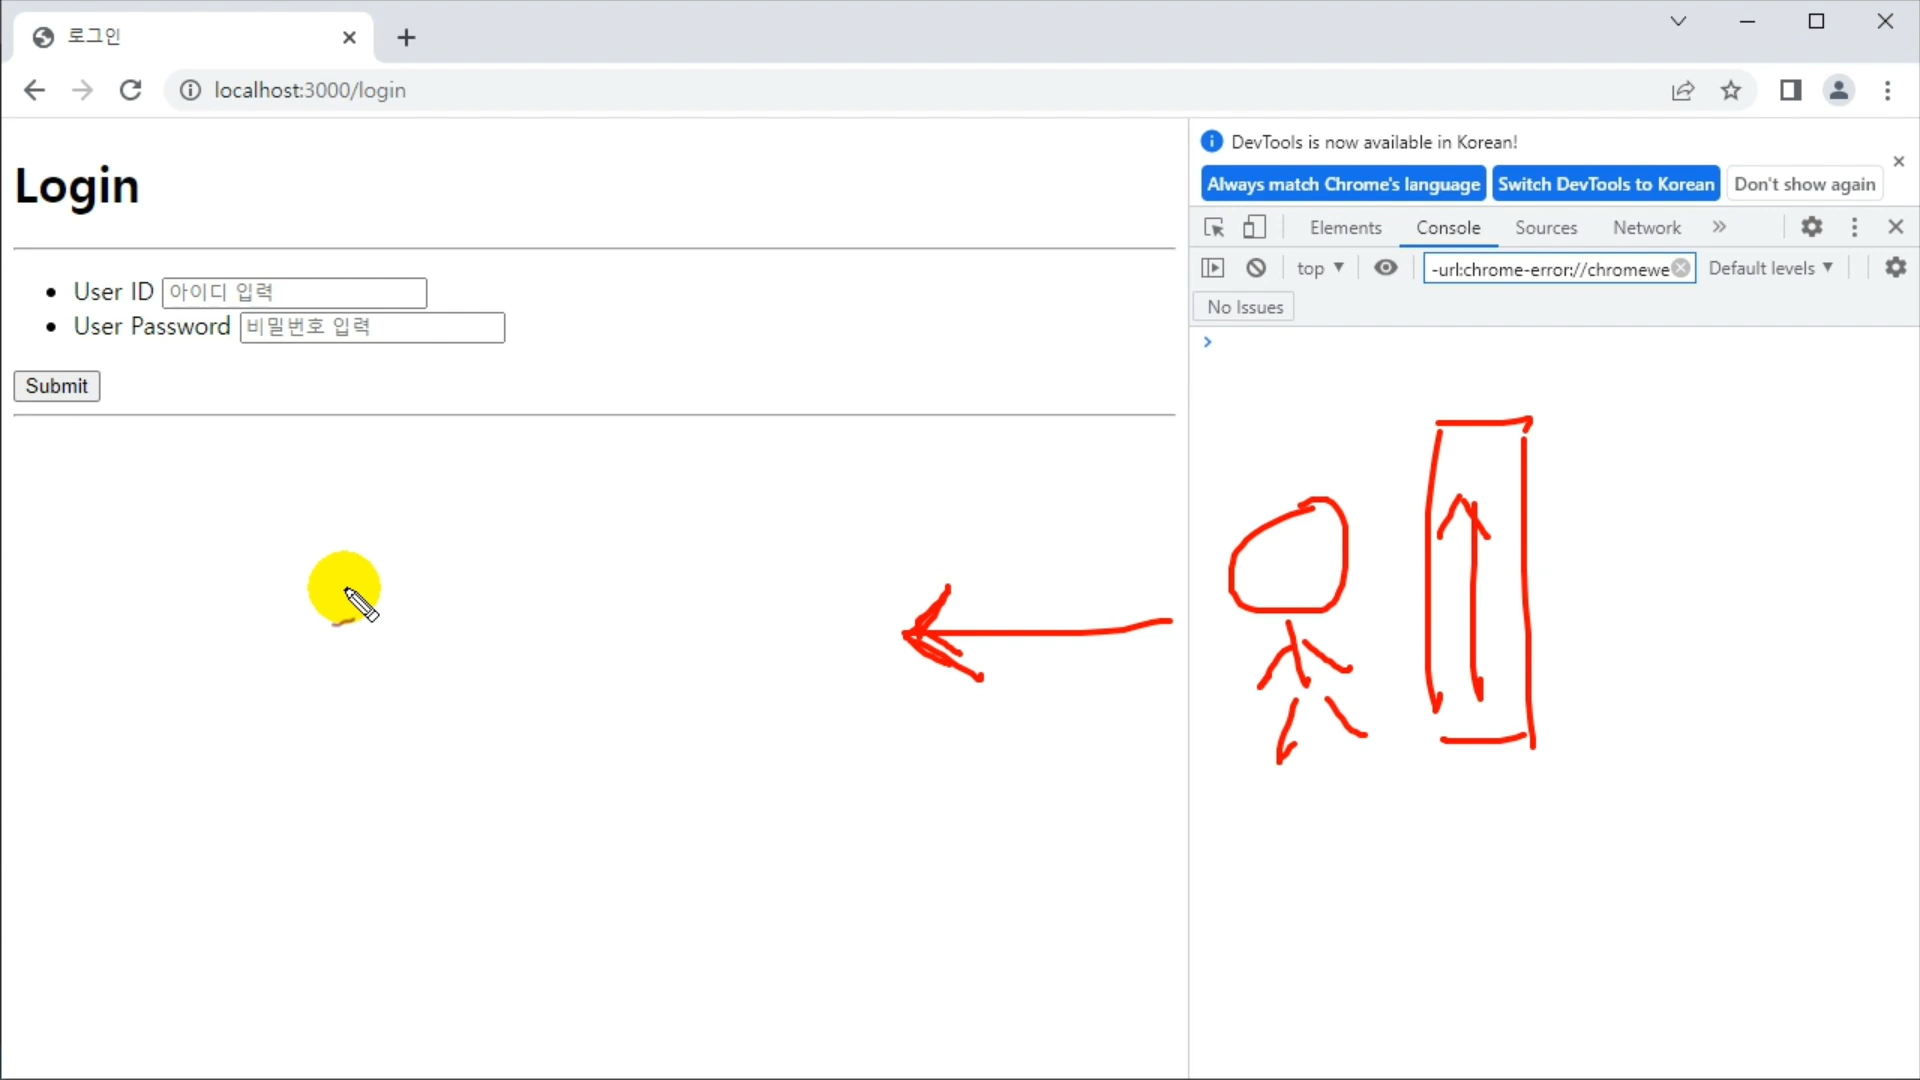 로그인
localhost:3000/login
Login
User ID 아이디 입력
User Password 비밀번호 입력
Submit
DevTools is now available in Korean!
Always match Chrome's language Switch DevTools to Korean Don't show again
Elements Console Sources Network
top -url:chrome-error://chromewe Default levels
No Issues